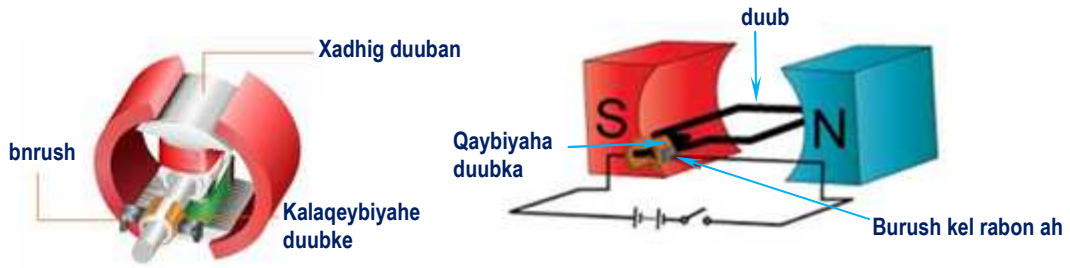 Xadhig duuban
bnrush
Kalaqeybiyahe
duubke
duub
S
N
Qaybiyaha
duubka
Burush kel rabon ah